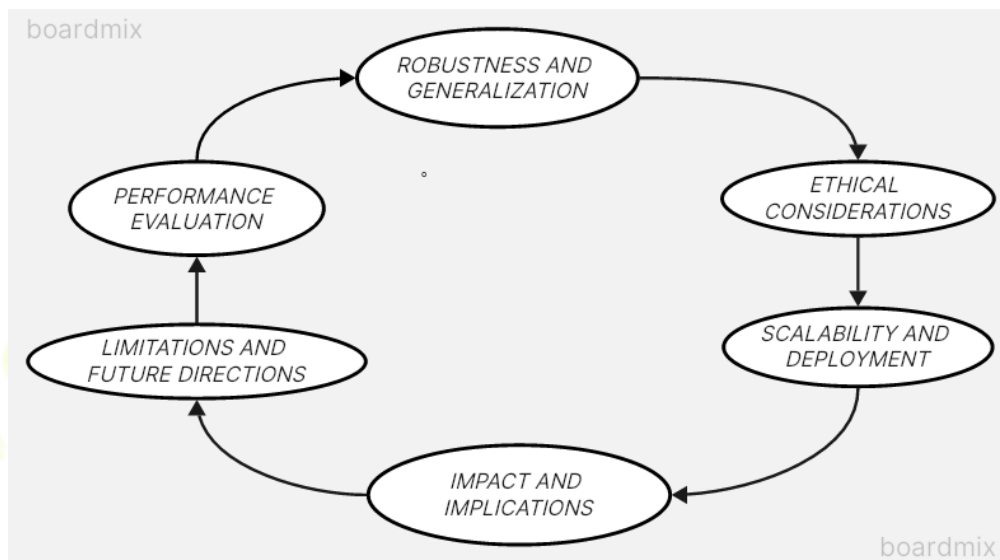 boardmix
ROBUSTNESS AND
GENERALIZATION
PERFORMANCE
EVALUATION
ETHICAL
CONSIDERATIONS
LIMITATIONS AND
FUTURE DIRECTIONS
SCALABILITY AND
DEPLOYMENT
IMPACT AND
IMPLICATIONS
boardmix